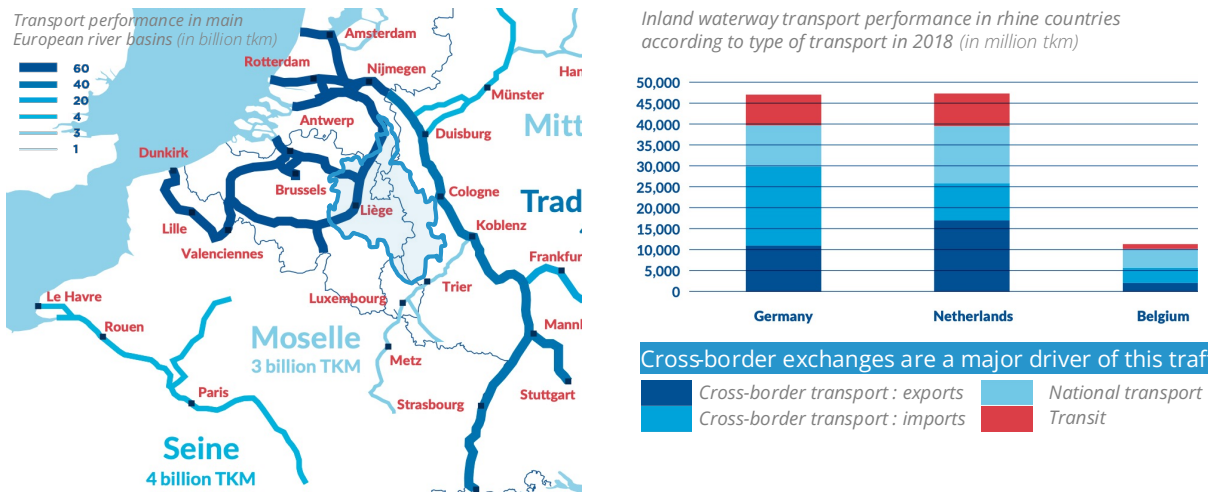 Transport performance in main
European river basins (in billion tkm)
60
40
20
4
3
1
Amsterdam
Rotterdam
Nijmegen
Han
Münster
Antwerp
Mitt
Duisburg
Dunkirk
Brussels
Cologne
Trad
Liège
Lille
Koblenz
Valenciennes
Frankfur
Trier
Le Havre
Luxembourg
Rouen
Moselle
3 billion TKM
Mannl
Metz
Paris
Stuttgart
Strasbourg
Seine
4 billion TKM
Inland waterway transport performance in rhine countries
according to type of transport in 2018 (in million tkm)
50,000
45,000
40,000
35,000
30,000
25,000
20,000
15,000
10,000
5,000
0
Germany
Netherlands
Belgium
Cross-border exchanges are a major driver of this traf
Cross-border transport : exports
National transport
Cross-border transport : imports
Transit